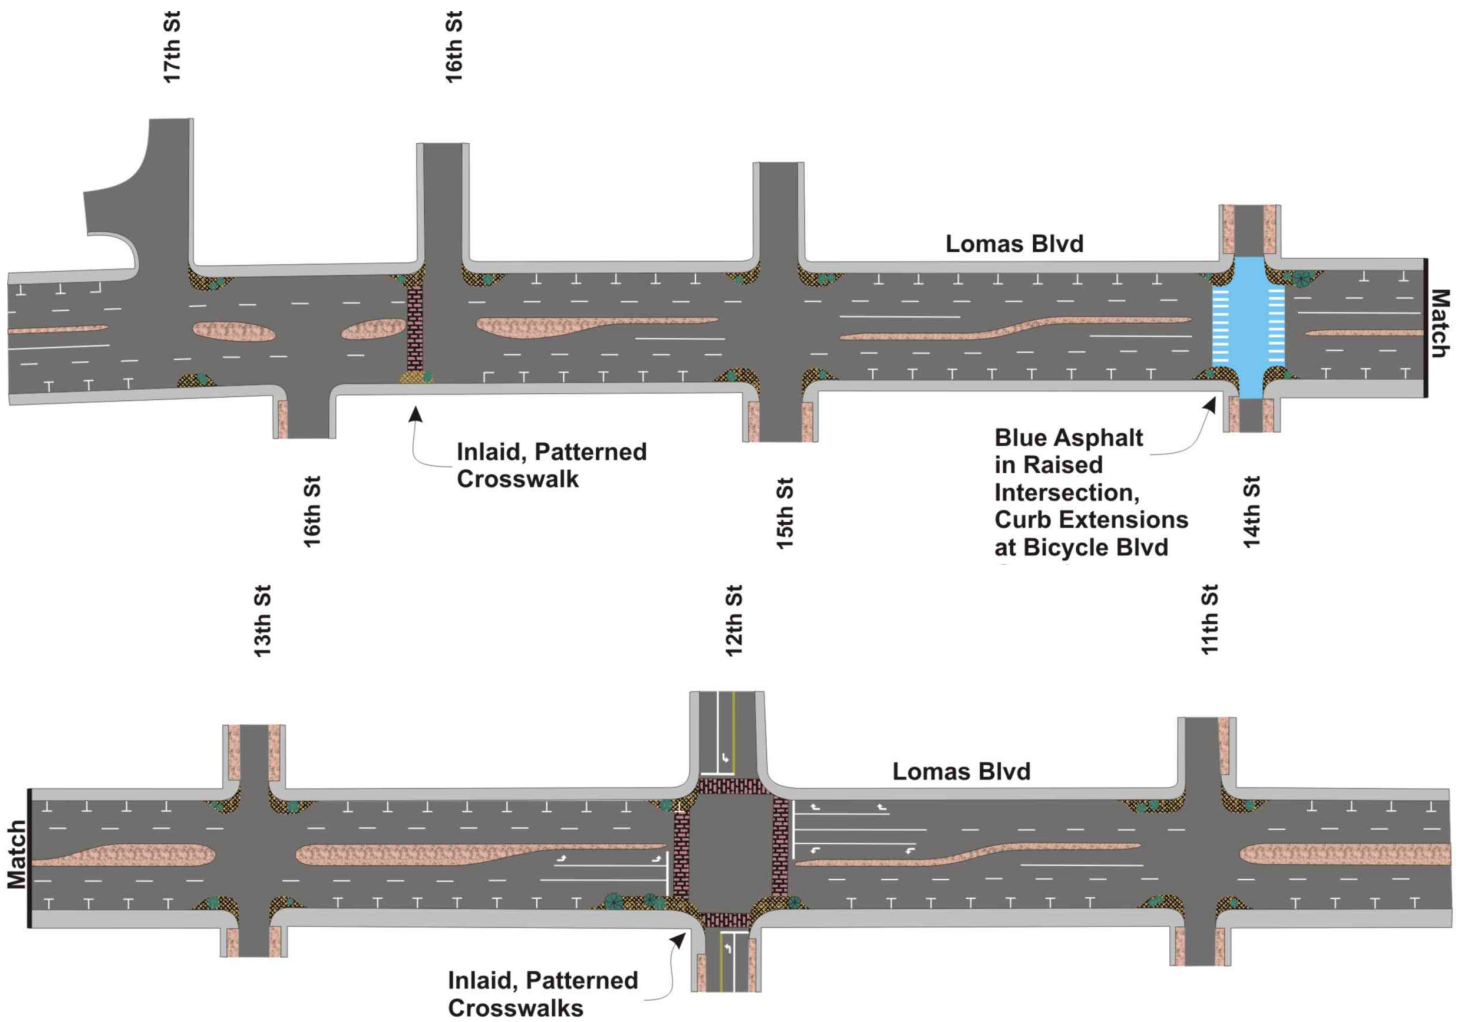 17th St
16th St
Lomas Blvd
Match
Inlaid, Patterned
Crosswalk
Blue Asphalt
in Raised
Intersection,
Curb Extensions
at Bicycle Blvd
16th St
15th St
14th St
13th St
12th St
11th St
Lomas Blvd
Match
Inlaid, Patterned
Crosswalks